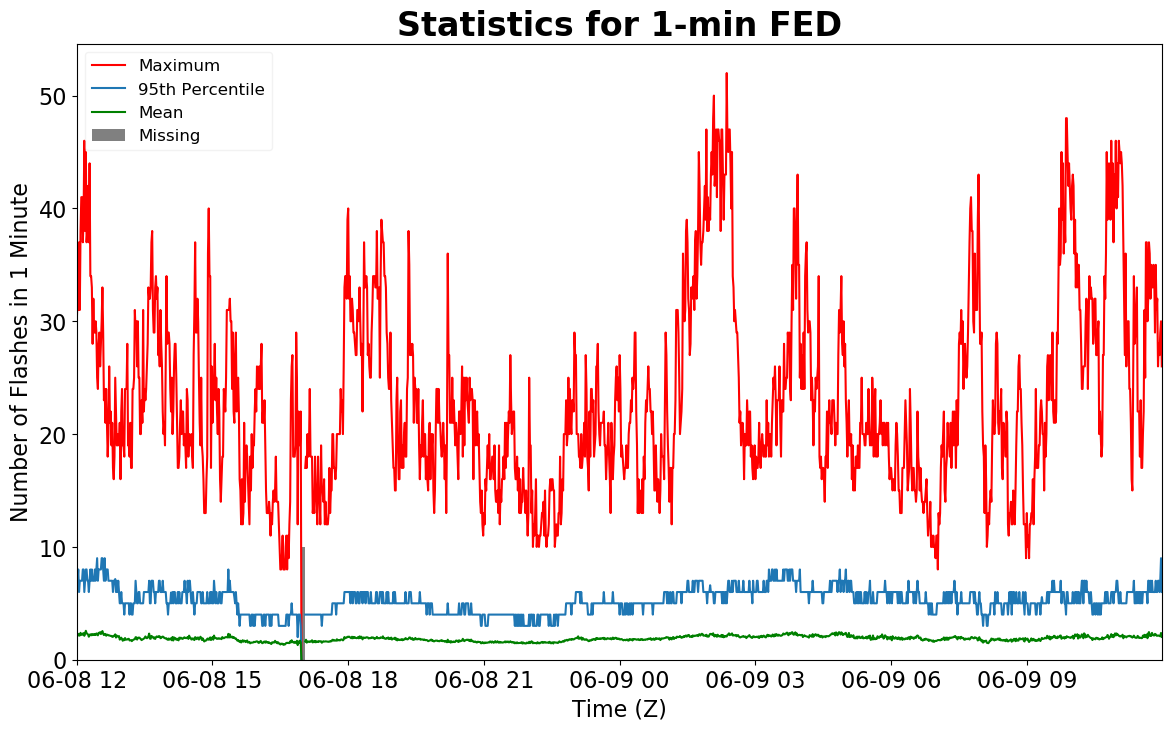 Statistics for 1-min FED
Maximum
95th Percentile
Mean
Missing
Number of Flashes in 1 Minute
50
40
30
20
10
0
06-08 12 06-08 15 06-08 18 06-08 21 06-09 00 06-09 03 06-09 06 06-09 09
Time (Z)